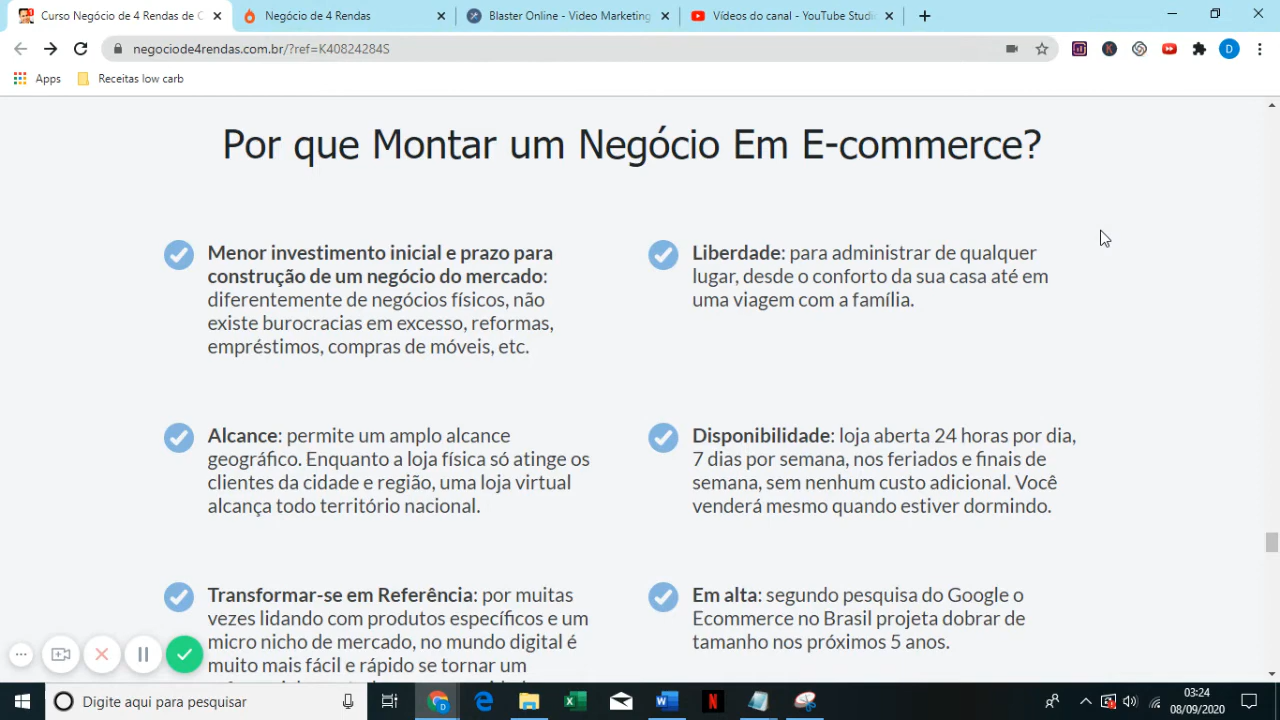 Curso Negócio de 4 Rendas de C
Negócio de 4 Rendas
Blaster Online - Video Marketing
Vídeos do canal - YouTube Studi
negociode4rendas.com.br/?ref=K40824284S
D
Apps
Receitas low carb
Por que Montar um Negócio Em E-commerce?
Menor investimento inicial e prazo para
construção de um negócio do mercado:
diferentemente de negócios físicos, não
existe burocracias em excesso, reformas,
empréstimos, compras de móveis, etc.
Liberdade: para administrar de qualquer
lugar, desde o conforto da sua casa até em
uma viagem com a família.
Alcance: permite um amplo alcance
geográfico. Enquanto a loja física só atinge os
clientes da cidade e região, uma loja virtual
alcança todo território nacional.
Disponibilidade: loja aberta 24 horas por dia,
7 dias por semana, nos feriados e finais de
semana, sem nenhum custo adicional. Você
venderá mesmo quando estiver dormindo.
Transformar-se em Referência: por muitas
vezes lidando com produtos específicos e um
micro nicho de mercado, no mundo digital é
muito mais fácil e rápido se tornar um
Em alta: segundo pesquisa do Google o
Ecommerce no Brasil projeta dobrar de
tamanho nos próximos 5 anos.
Digite aqui para pesquisar
03:24
08/09/2020